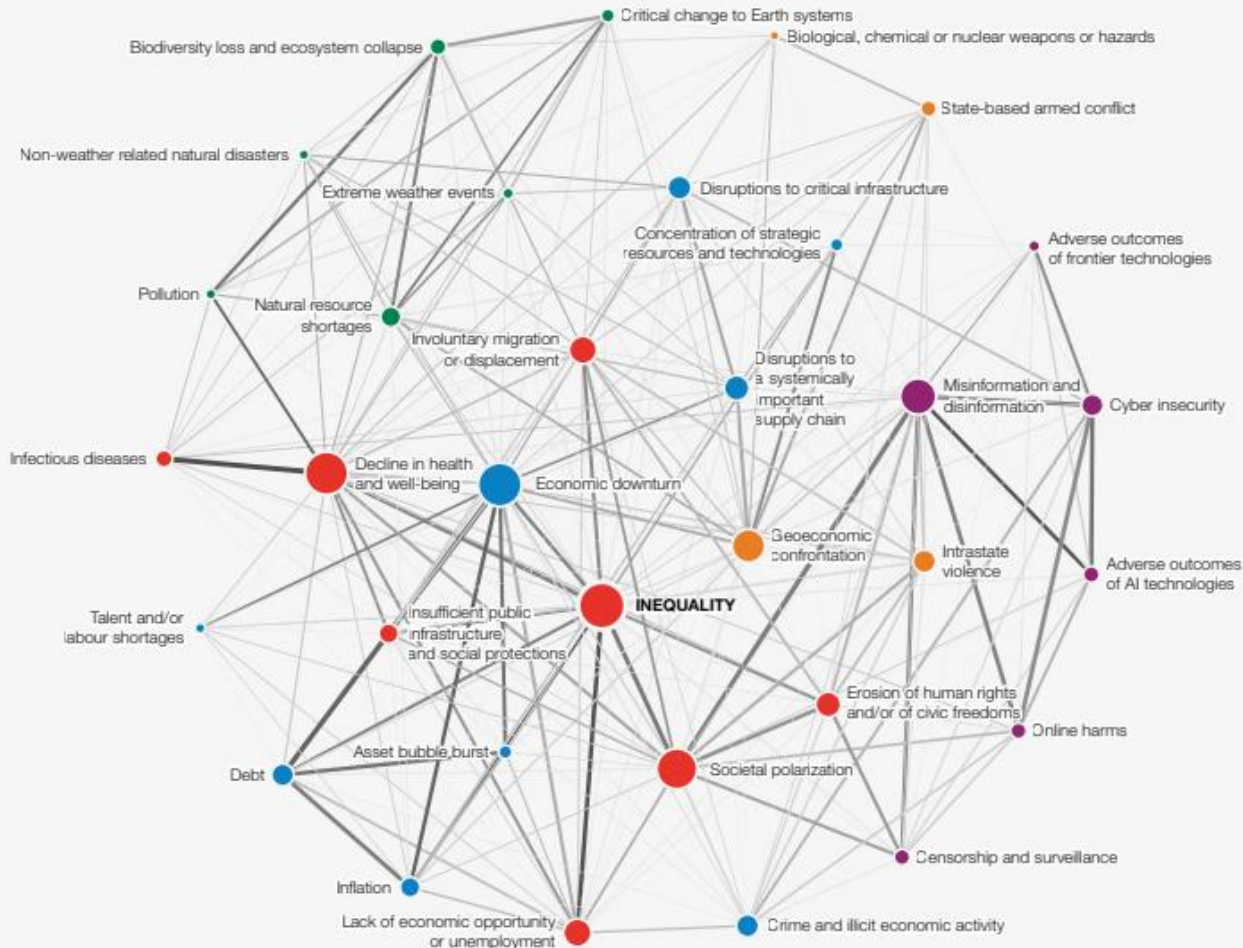 Critical change to Earth systems
Biological, chemical or nuclear weapons or hazards
Biodiversity loss and ecosystem collapse
State-based armed conflict
Non-weather related natural disasters
Extreme weather events
Disruptions to critical infrastructure
Concentration of strategic
resources and technologies
Adverse outcomes
of frontier technologies
Pollution
Natural resource
shortages
Involuntary migration
or displacement
Disruptions to
a systemically
important
supply chain
Misinformation and
disinformation
Cyber insecurity
Infectious diseases
Decline in health
and well-being
Economic downturn
Geoeconomic
confrontation
Intrastate
violence
Adverse outcomes
of AI technologies
Talent and/or
labour shortages
Insufficient public
infrastructure
and social protections
INEQUALITY
Erosion of human rights
and/or of civic freedoms
Online harms
Asset bubble burst
Debt
Societal polarization
Censorship and surveillance
Inflation
Lack of economic opportunity
or unemployment
Crime and illicit economic activity